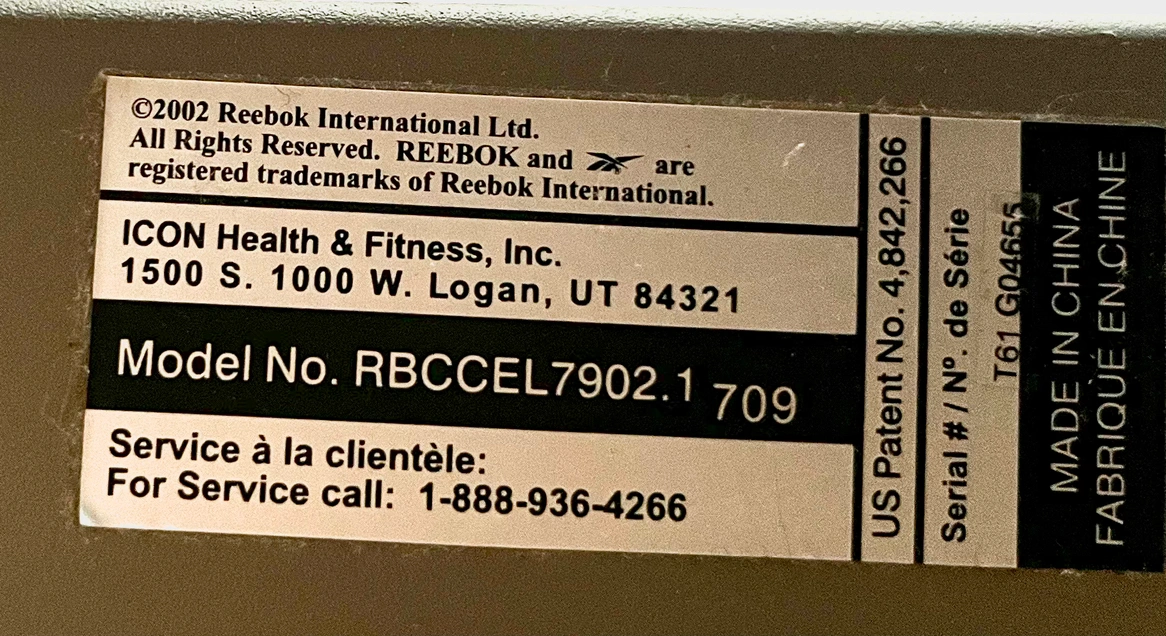 ©2002 Reebok International Ltd.
All Rights Reserved. REEBOK and are
registered trademarks of Reebok International.
ICON Health & Fitness, Inc.
1500 S. 1000 W. Logan, UT 84321
Model No. RBCCEL7902.1 709
Service à la clientèle:
For Service call: 1-888-936-4266
US Patent No. 4,842,266
Serial # / Nº. de Série
T61 G04655
MADE IN CHINA
FABRIQUÉ EN CHINE